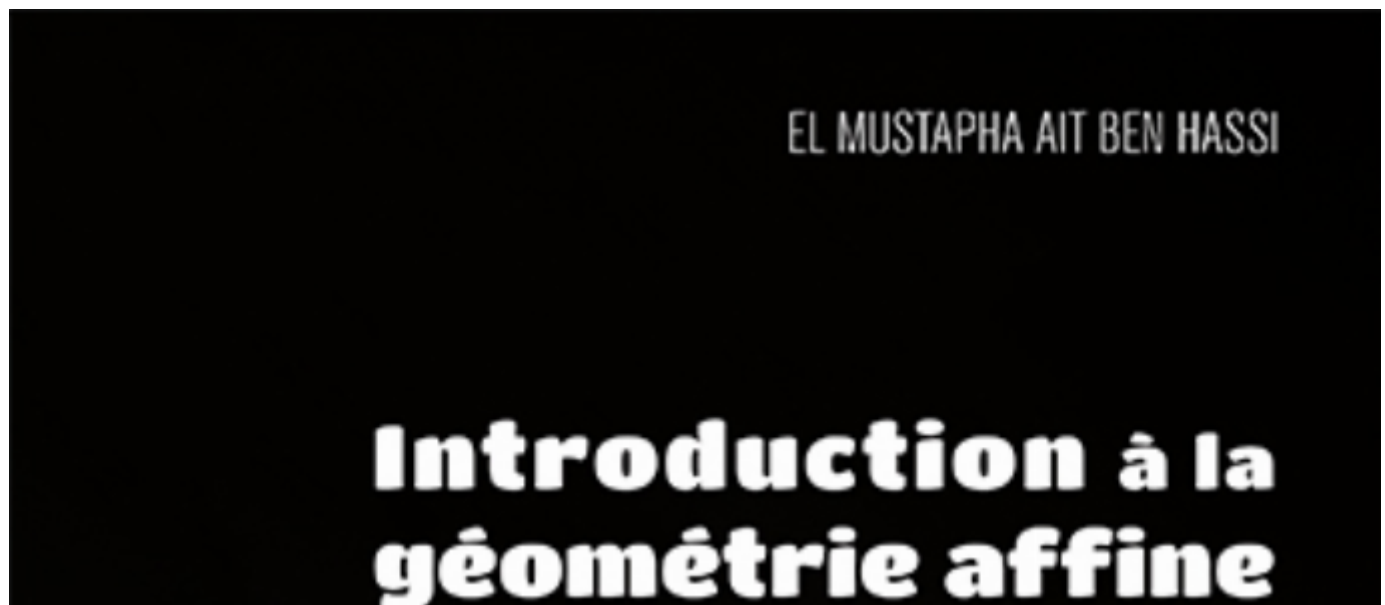 EL MUSTAPHA AIT BEN HASSI
Introduction à la
géométrie affine